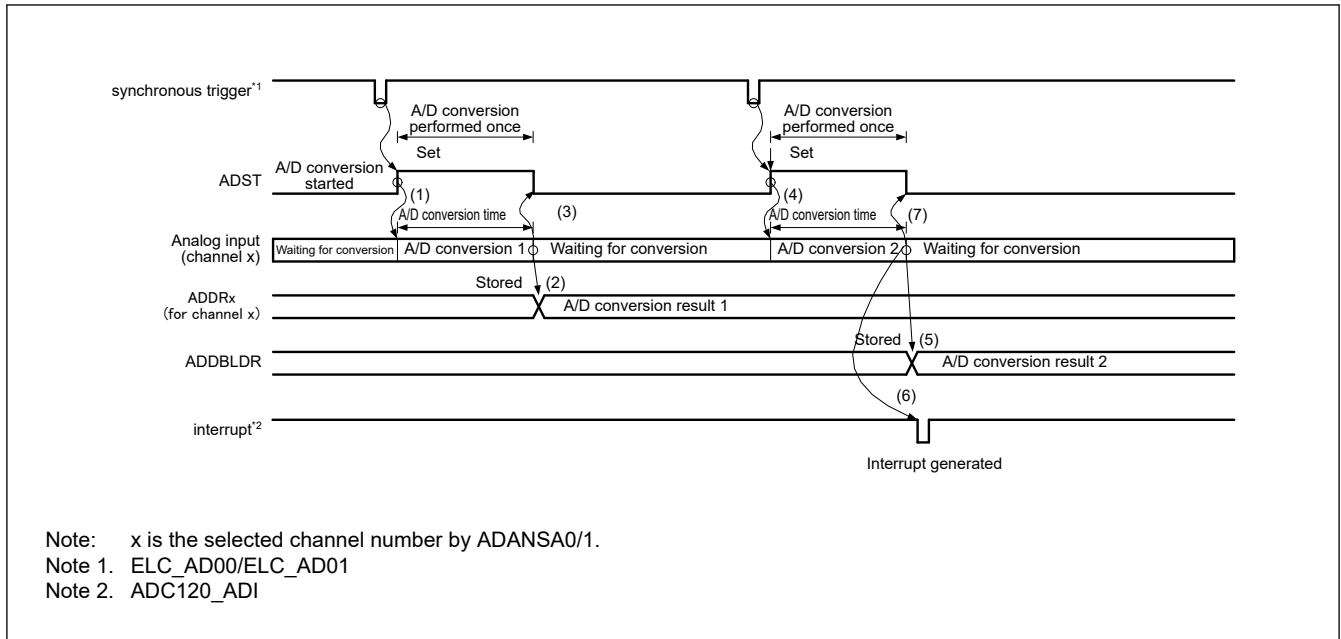 synchronous trigger*1
A/D conversion
performed once
A/D conversion
performed once
Set
Set
ADST
A/D conversion
started
(1)
(3)
(4)
(7)
A/D conversion time
A/D conversion time
Analog input
(channel x)
Waiting for conversion
A/D conversion 1
Waiting for conversion
A/D conversion 2
Waiting for conversion
Stored
(2)
ADDRx
(for channel x)
A/D conversion result 1
Stored
(5)
ADDBLDR
A/D conversion result 2
(6)
interrupt*2
Interrupt generated
Note: x is the selected channel number by ADANSA0/1.
Note 1. ELC_AD00/ELC_AD01
Note 2. ADC120_ADI